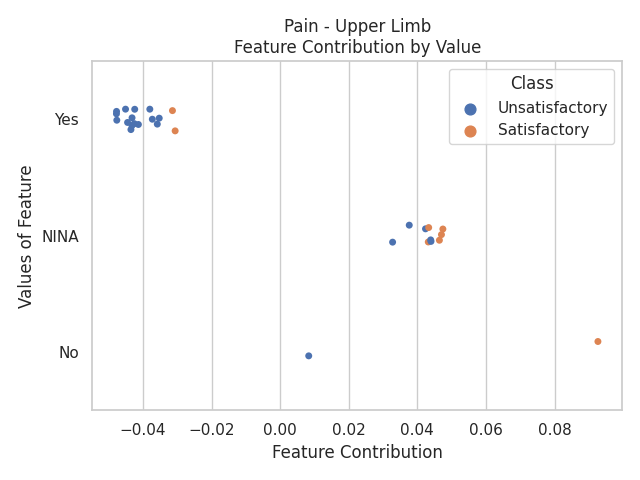 Pain - Upper Limb
Feature Contribution by Value
Class
Unsatisfactory
Satisfactory
Yes
NINA
No
Values of Feature
−0.04 −0.02 0.00 0.02 0.04 0.06 0.08
Feature Contribution